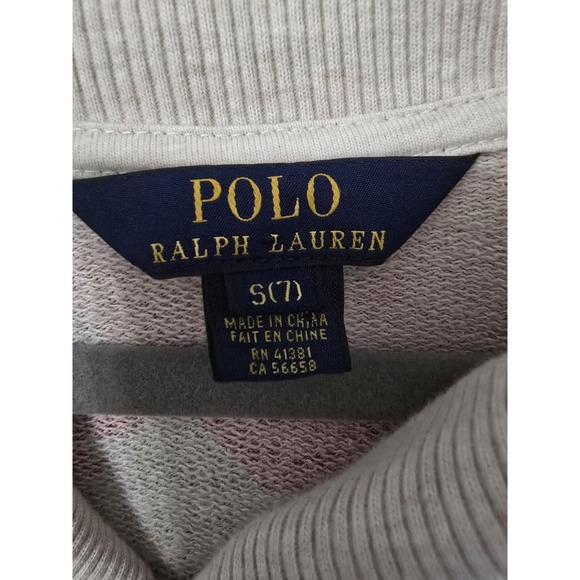 POLO
RALPH LAUREN
S(7)
MADE IN CHINA
FAIT EN CHINE
RN 41381
CA 56658